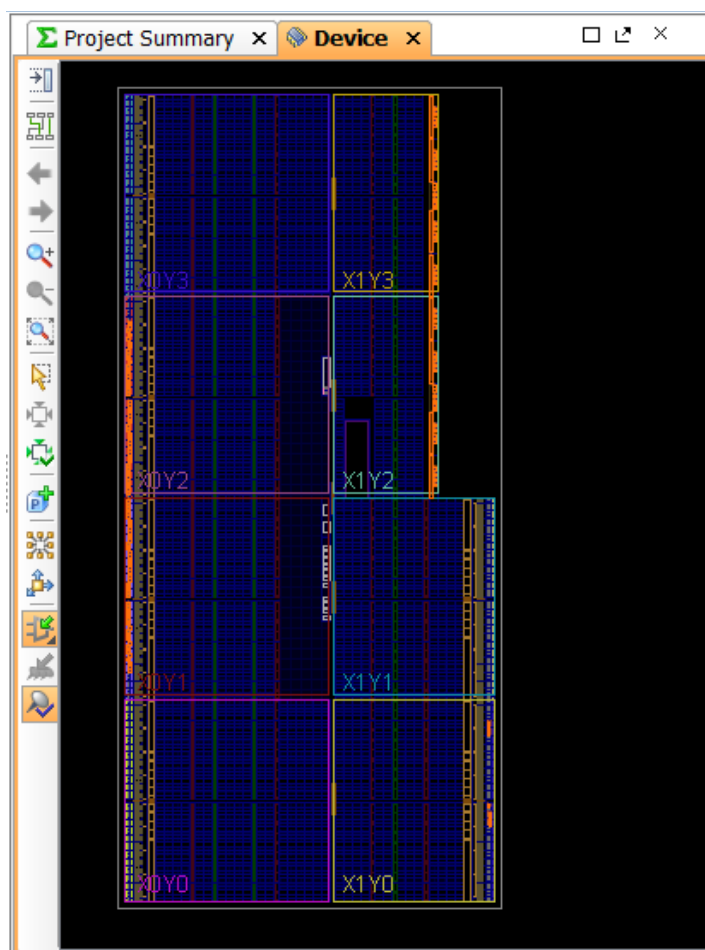 Project Summary
Device
X0Y3
X1Y3
X0Y2
X1Y2
X0Y1
X1Y1
X0Y0
X1Y0